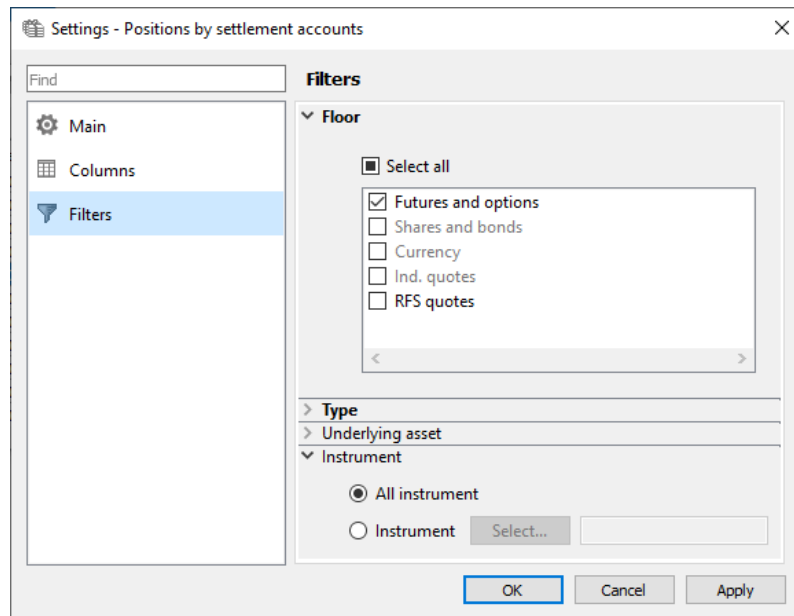 Settings - Positions by settlement accounts
Find
Main
Columns
Filters
Filters
Floor
Select all
Futures and options
Shares and bonds
Currency
Ind. quotes
RFS quotes
Type
Underlying asset
Instrument
All instrument
Instrument Select...
OK Cancel Apply